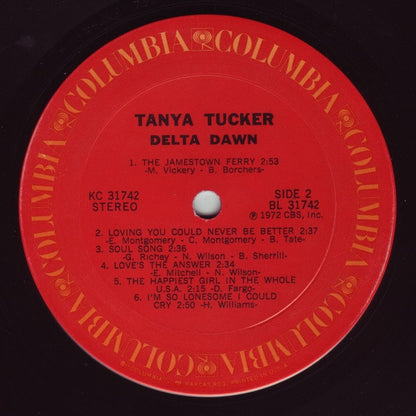 COLUMBIA COLUMBIA COLUMBIA COLUMBIA COLUMBIA COLUMBIA
TANYA TUCKER
DELTA DAWN
1. THE JAMESTOWN FERRY 2:53
-M. Vickery - B. Borchers-
KC 31742
STEREO
SIDE 2
BL 31742
Ⓟ 1972 CBS, Inc.
2. LOVING YOU COULD NEVER BE BETTER 2:37
-E. Montgomery - C. Montgomery - B. Tate-
3. SOUL SONG 2:36
-G. Richey - N. Wilson - B. Sherrill-
4. LOVE'S THE ANSWER 2:34
-E. Mitchell - N. Wilson-
5. THE HAPPIEST GIRL IN THE WHOLE
U.S.A. 2:15 -D. Fargo-
6. I'M SO LONESOME I COULD
CRY 2:50 -H. Williams-